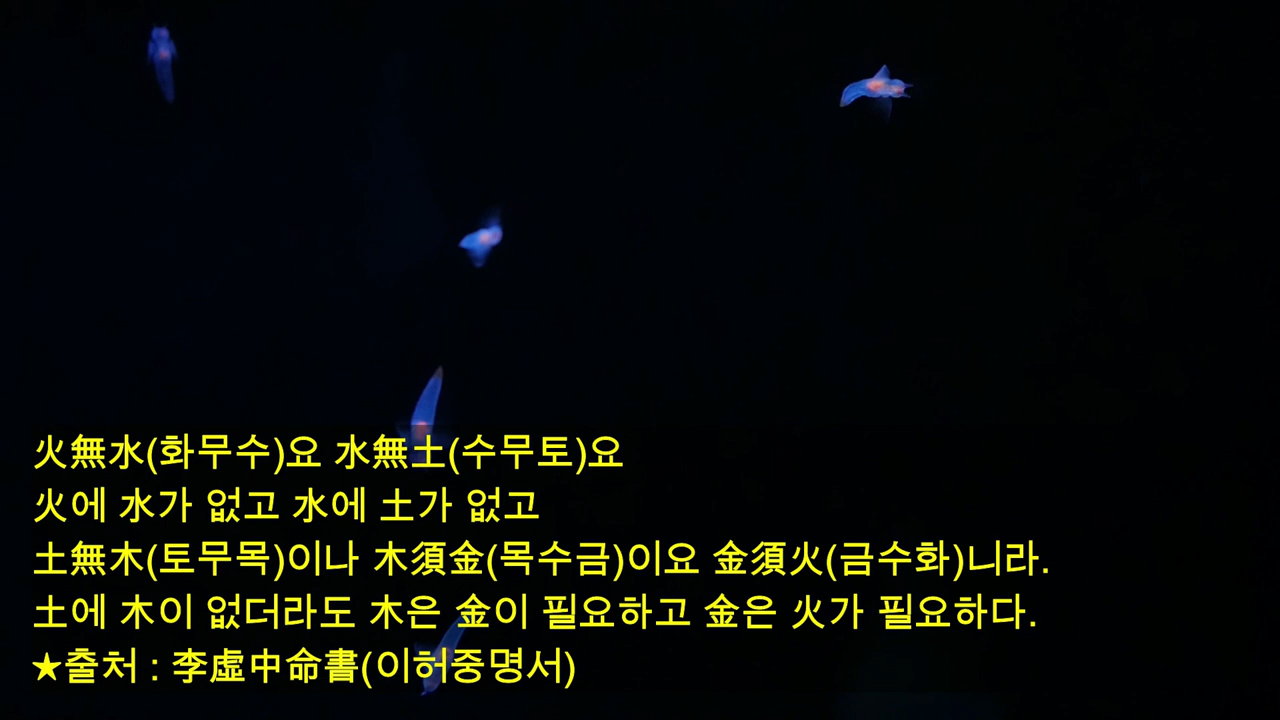 火無水(화무수)요 水無土(수무토)요
火에 水가 없고 水에 土가 없고
土無木(토무목)이나 木須金(목수금)이요 金須火(금수화)니라.
土에 木이 없더라도 木은 金이 필요하고 金은 火가 필요하다.
★출처 : 李虛中命書(이허중명서)